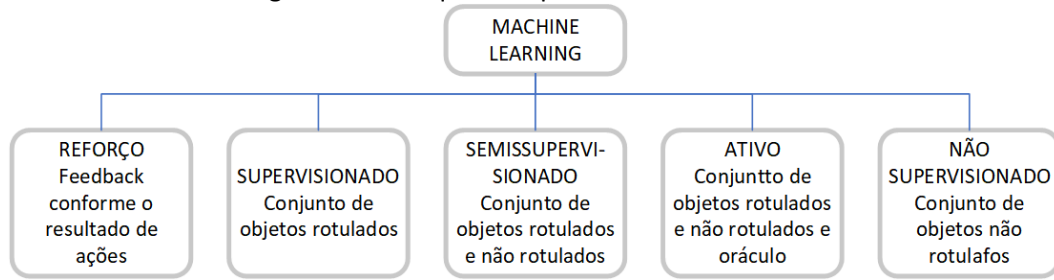 MACHINE
LEARNING
REFORÇO
Feedback
conforme o
resultado de
ações
SUPERVISIONADO
Conjunto de
objetos rotulados
SEMISSUPERVI-
SIONADO
Conjunto de
objetos rotulados
e não rotulados
ATIVO
Conjuntto de
objetos rotulados
e não rotulados e
oráculo
NÃO
SUPERVISIONADO
Conjunto de
objetos não
rotulafos